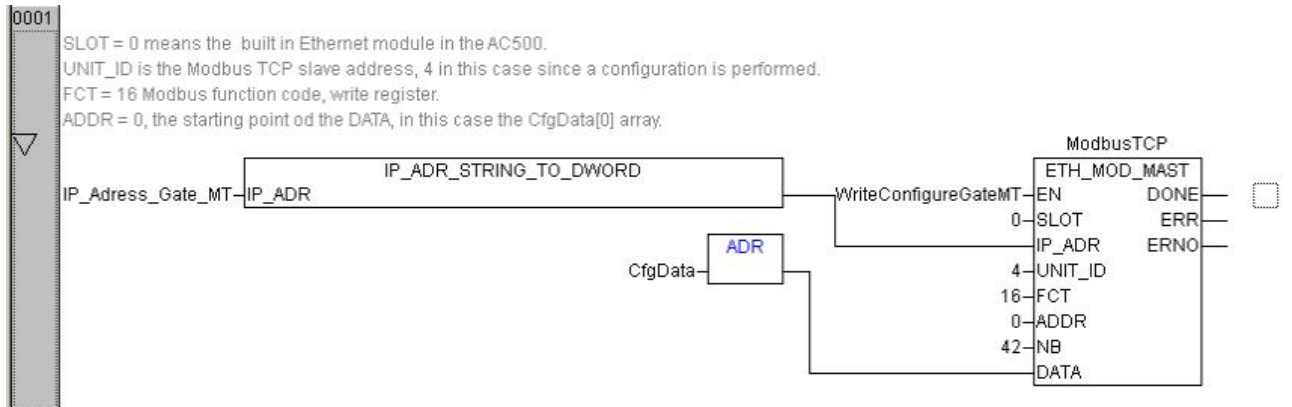 0001
SLOT = 0 means the built in Ethernet module in the AC500.
UNIT_ID is the Modbus TCP slave address, 4 in this case since a configuration is performed.
FCT = 16 Modbus function code, write register.
ADDR = 0, the starting point od the DATA, in this case the CfgData[0] array.
ModbusTCP
IP_ADR_STRING_TO_DWORD
ETH_MOD_MAST
IP_Adress_Gate_MT IP_ADR
WriteConfigureGateMT EN DONE
0 SLOT ERR
ADR
IP_ADR ERNO
CfgData
4 UNIT_ID
16 FCT
0 ADDR
42 NB
DATA